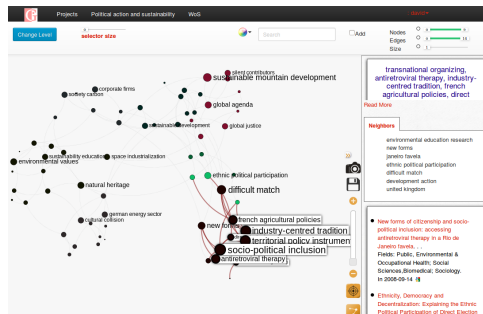 G
Projects
Political action and sustainability
WoS
Change Level
selector size
Search
Add
Nodes
Edges
Size
silent contributors
sustainable mountain development
corporate firms
society carbon
global agenda
sustainable development
global justice
sustainability education
space industrialization
environmental values
ethnic political participation
natural heritage
difficult match
german energy sector
cultural collision
french agricultural policies
new forms
industry-centred tradition
territorial policy instrument
socio-political inclusion
antiretroviral therapy
transnational organizing,
antiretroviral therapy, industry-
centred tradition, french
agricultural policies, direct
Read More
Neighbors
environmental education research
new forms
janeiro favela
ethnic political participation
difficult match
development action
united kingdom
New forms of citizenship and socio-
political inclusion: accessing
antiretroviral therapy in a Rio de
Janeiro favela, . . .
Fields: Public, Environmental &
Occupational Health; Social
Sciences,Biomedical; Sociology.
In 2008-09-14
Ethnicity, Democracy and
Decentralization: Explaining the Ethnic
Political Participation of Direct Election